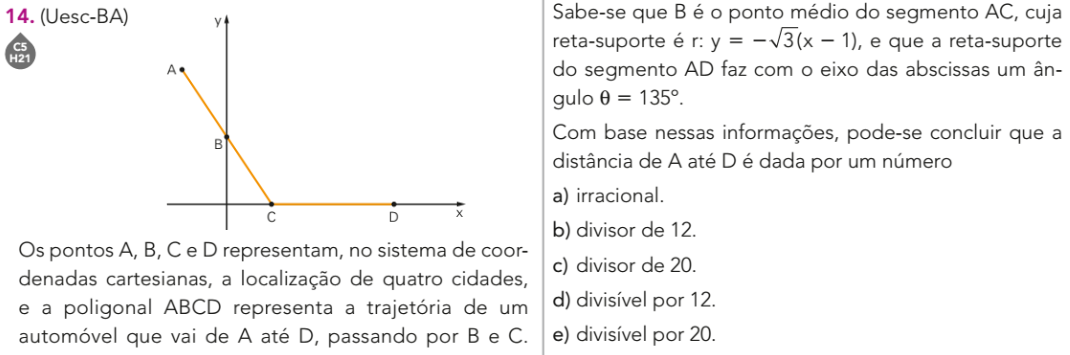 14. (Uesc-BA)
C5
H21
y
A
B
C
D
x
Os pontos A, B, C e D representam, no sistema de coor-
denadas cartesianas, a localização de quatro cidades,
e a poligonal ABCD representa a trajetória de um
automóvel que vai de A até D, passando por B e C.
Sabe-se que B é o ponto médio do segmento AC, cuja
reta-suporte é r: y = −√3(x − 1), e que a reta-suporte
do segmento AD faz com o eixo das abscissas um ân-
gulo θ = 135º.
Com base nessas informações, pode-se concluir que a
distância de A até D é dada por um número
a) irracional.
b) divisor de 12.
c) divisor de 20.
d) divisível por 12.
e) divisível por 20.